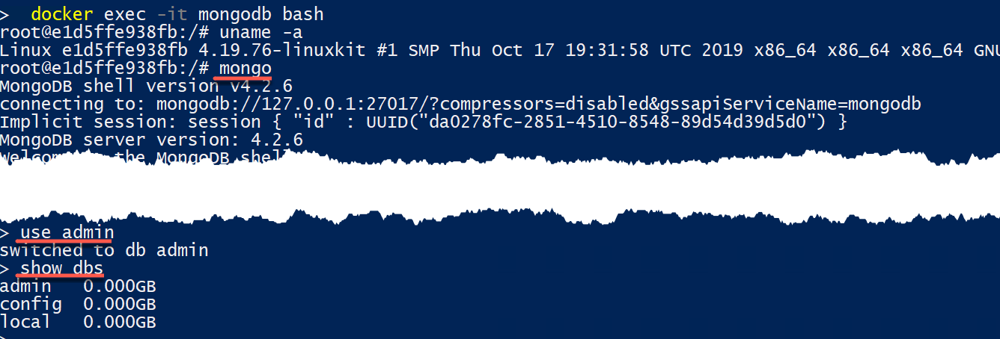 > docker exec -it mongodb bash
root@e1d5ffe938fb:/# uname -a
Linux e1d5ffe938fb 4.19.76-linuxkit #1 SMP Thu Oct 17 19:31:58 UTC 2019 x86_64 x86_64 x86_64 GNU
root@e1d5ffe938fb:/# mongo
MongoDB shell version v4.2.6
connecting to: mongodb://127.0.0.1:27017/?compressors=disabled&gssapiServiceName=mongodb
Implicit session: session { "id" : UUID("da0278fc-2851-4510-8548-89d54d39d5d0") }
MongoDB server version: 4.2.6
Welcome the MongoDB shell
> use admin
switched to db admin
> show dbs
admin 0.000GB
config 0.000GB
local 0.000GB
>